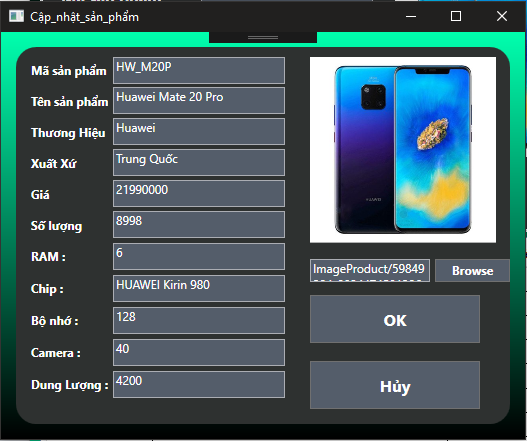 Cập_nhật_sản_phẩm
Mã sản phẩm HW_M20P
Tên sản phẩm Huawei Mate 20 Pro
Thương Hiệu Huawei
Xuất Xứ Trung Quốc
Giá 21990000
Số lượng 8998
RAM : 6
Chip : HUAWEI Kirin 980
Bộ nhớ : 128
Camera : 40
Dung Lượng : 4200
HUAWEI
ImageProduct/59849
Browse
OK
Hủy